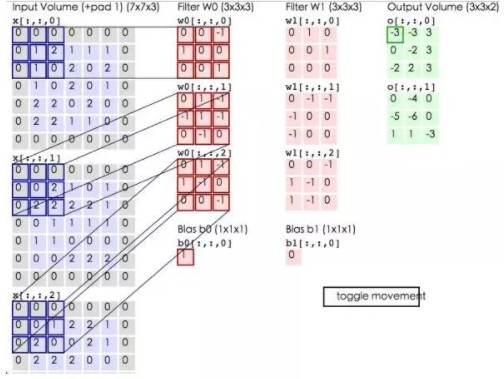 Input Volume (+pad 1) (7x7x3)
x[:,:,0]
0 0 0 0 0 0 0
0 1 2 1 1 1 0
0 0 0 2 0 2 0
0 1 0 2 0 1 0
0 2 2 0 2 0 0
0 2 2 1 1 0 0
0 0 0 0 0 0 0
x[:,:,1]
0 0 0 0 0 0 0
0 0 2 1 2 1 0
0 2 2 2 1 2 0
0 0 1 1 1 1 0
0 1 1 0 0 0 0
0 0 0 0 0 0 0
x[:,:,2]
0 0 0 0 0 0 0
0 0 1 2 2 1 0
0 0 0 2 2 1 0
0 2 2 2 0 0 0
Filter W0 (3x3x3)
w0[:,:,0]
0 0 -1
1 1 0
0 0
w0[:,:,1]
1 -1
-1 1 -1
0 -1 0
w0[:,:,2]
0 1 -1
1 -1 0
0 0 -1
Bias b0 (1x1x1)
b0[:,:,0]
1
Filter W1 (3x3x3)
w1[:,:,0]
0 1 0
1 0 0
1 0 0
w1[:,:,1]
0 -1 -1
-1 0 0
1 0 0
w1[:,:,2]
0 0 -1
1 -1 0
1 -1 0
Bias b1 (1x1x1)
b1[:,:,0]
0
Output Volume (3x3x2)
o[:,:,0]
-3 -3 3
0 -2 3
-2 2 3
o[:,:,1]
0 -4 0
-5 -6 0
1 1 -3
toggle movement